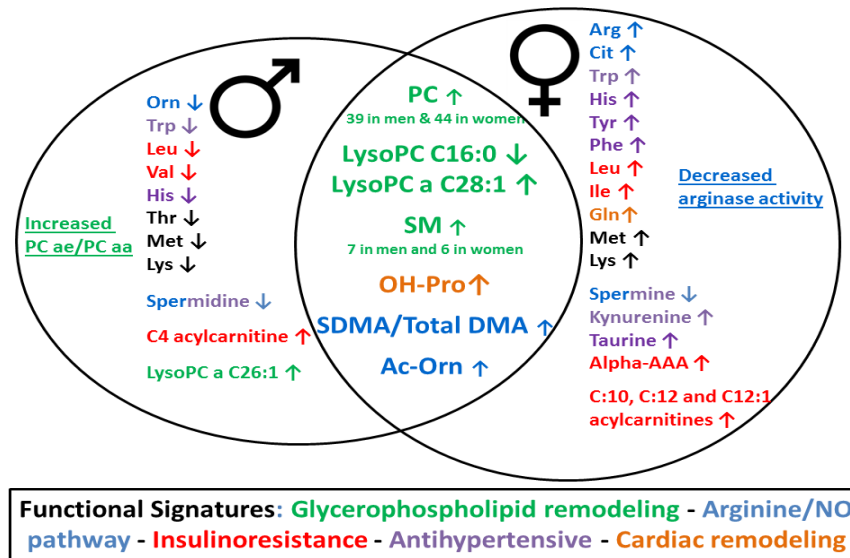 Increased
PC ae/PC aa
Orn ↓
Trp ↓
Leu ↓
Val ↓
His ↓
Thr ↓
Met ↓
Lys ↓
Spermidine ↓
C4 acylcarnitine ↑
LysoPC a C26:1 ↑
PC ↑
39 in men & 44 in women
LysoPC C16:0 ↓
LysoPC a C28:1 ↑
SM ↑
7 in men and 6 in women
OH-Pro ↑
SDMA/Total DMA ↑
Ac-Orn ↑
Arg ↑
Cit ↑
Trp ↑
His ↑
Tyr ↑
Phe ↑
Leu ↑
Ile ↑
Gln ↑
Met ↑
Lys ↑
Spermine ↓
Kynurenine ↑
Taurine ↑
Alpha-AAA ↑
C:10, C:12 and C12:1
acylcarnitines ↑
Decreased
arginase activity
Functional Signatures: Glycerophospholipid remodeling - Arginine/NO
pathway - Insulinoresistance - Antihypertensive - Cardiac remodeling